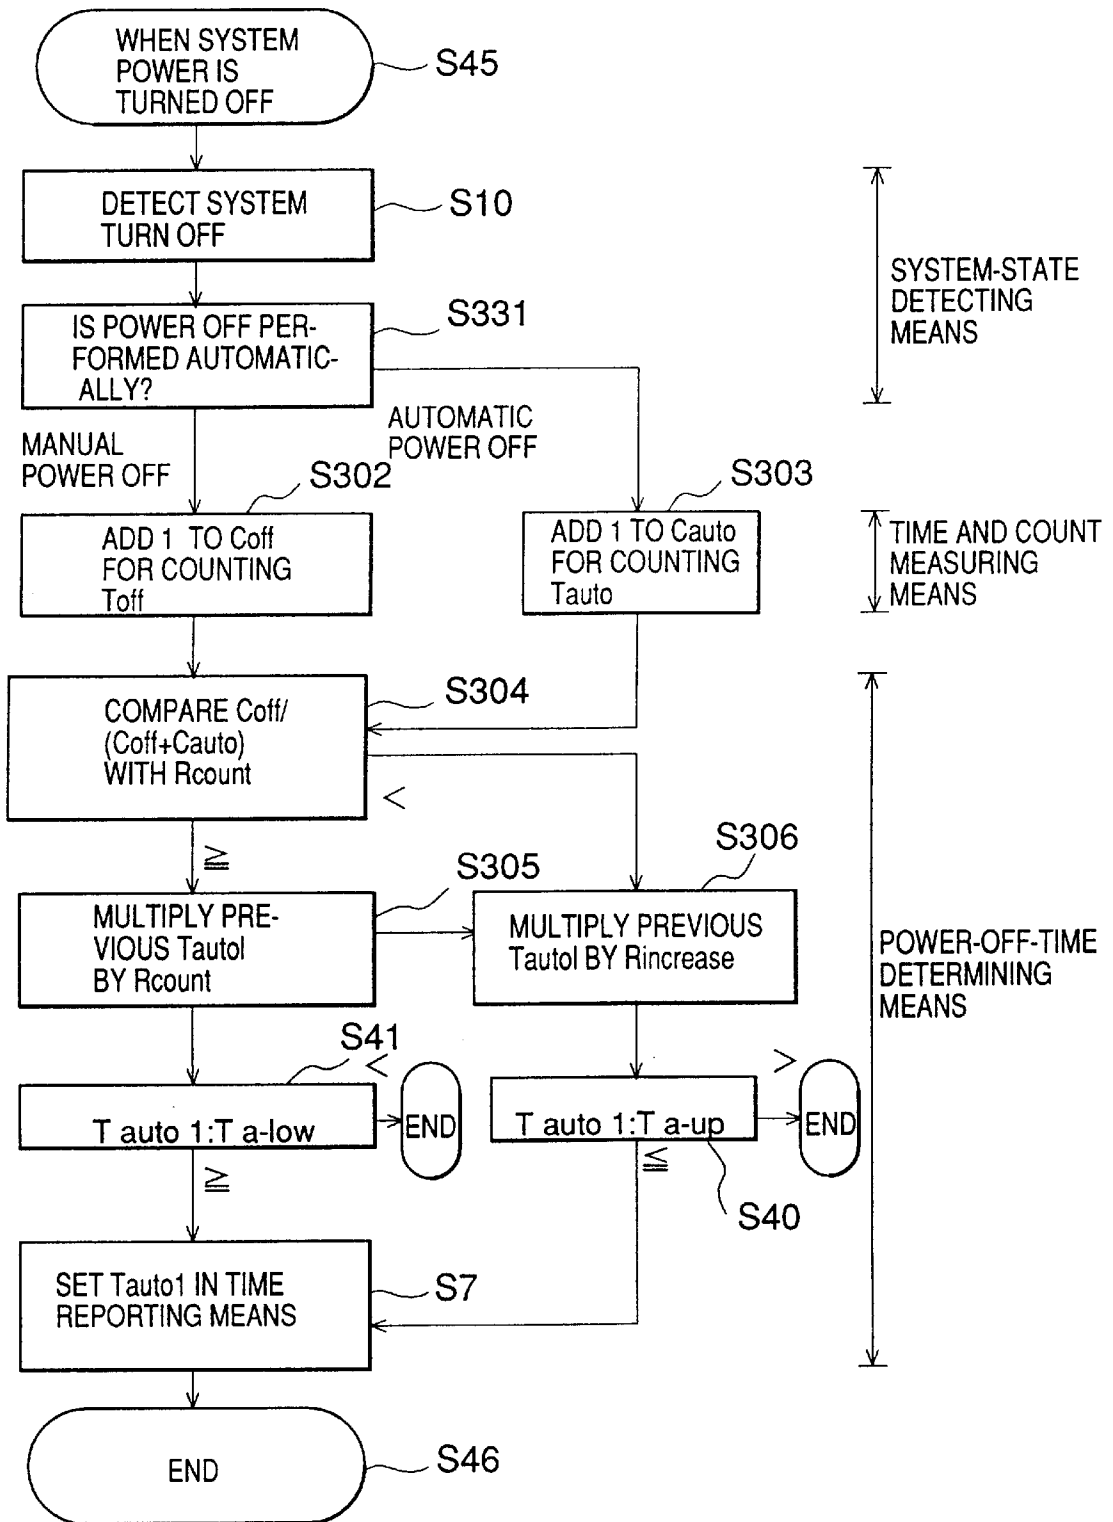 WHEN SYSTEM
POWER IS
TURNED OFF
S45
DETECT SYSTEM
TURN OFF
S10
IS POWER OFF PER-
FORMED AUTOMATIC-
ALLY?
S331
SYSTEM-STATE
DETECTING
MEANS
MANUAL
POWER OFF
AUTOMATIC
POWER OFF
S302
ADD 1 TO Coff
FOR COUNTING
Toff
S303
ADD 1 TO Cauto
FOR COUNTING
Tauto
TIME AND COUNT
MEASURING
MEANS
S304
COMPARE Coff/
(Coff+Cauto)
WITH Rcount
<
≧
S305
MULTIPLY PRE-
VIOUS Tautol
BY Rcount
S306
MULTIPLY PREVIOUS
Tautol BY Rincrease
POWER-OFF-TIME
DETERMINING
MEANS
S41
T auto 1:T a-low
<
END
≧
T auto 1:T a-up
>
END
≦
S40
SET Tauto1 IN TIME
REPORTING MEANS
S7
END
S46